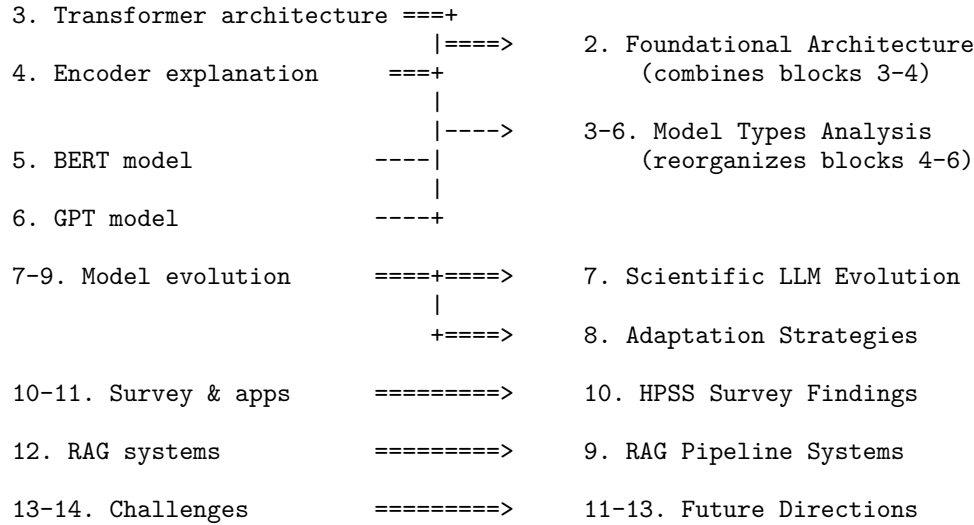 3. Transformer architecture ===+
                               |====>     2. Foundational Architecture
4. Encoder explanation      ===+              (combines blocks 3-4)
                               |
                               |---->     3-6. Model Types Analysis
5. BERT model              ----|              (reorganizes blocks 4-6)
                               |
6. GPT model               ----+
7-9. Model evolution       ====+====>     7. Scientific LLM Evolution
                               |
                               +====>     8. Adaptation Strategies
10-11. Survey & apps       =========>     10. HPSS Survey Findings
12. RAG systems            =========>     9. RAG Pipeline Systems
13-14. Challenges          =========>     11-13. Future Directions